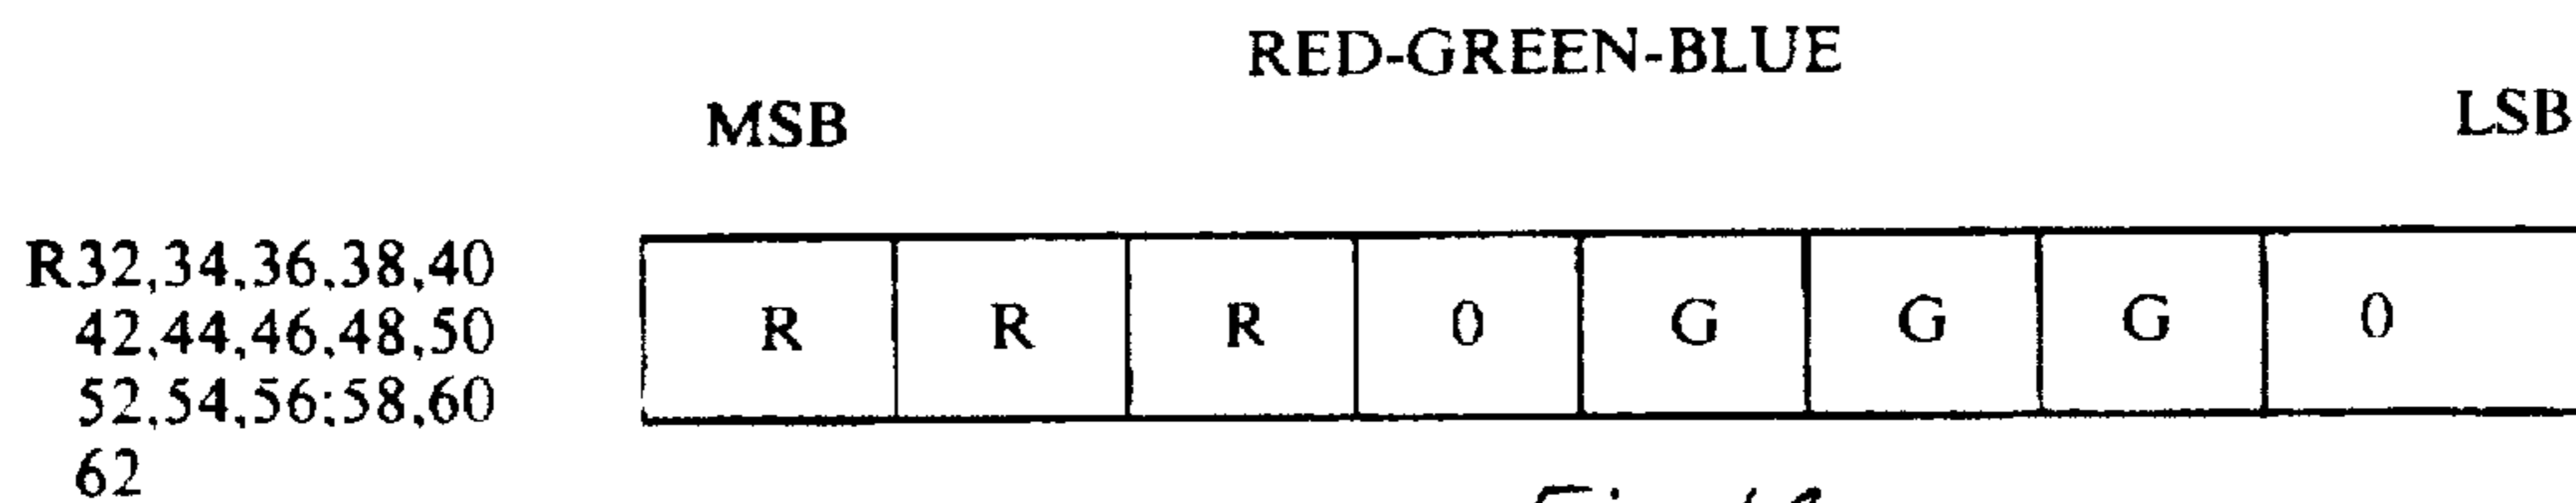 RED-GREEN-BLUE
MSB LSB
R32,34,36,38,40
42,44,46,48,50
52,54,56;58,60
62
R R R 0 G G G 0